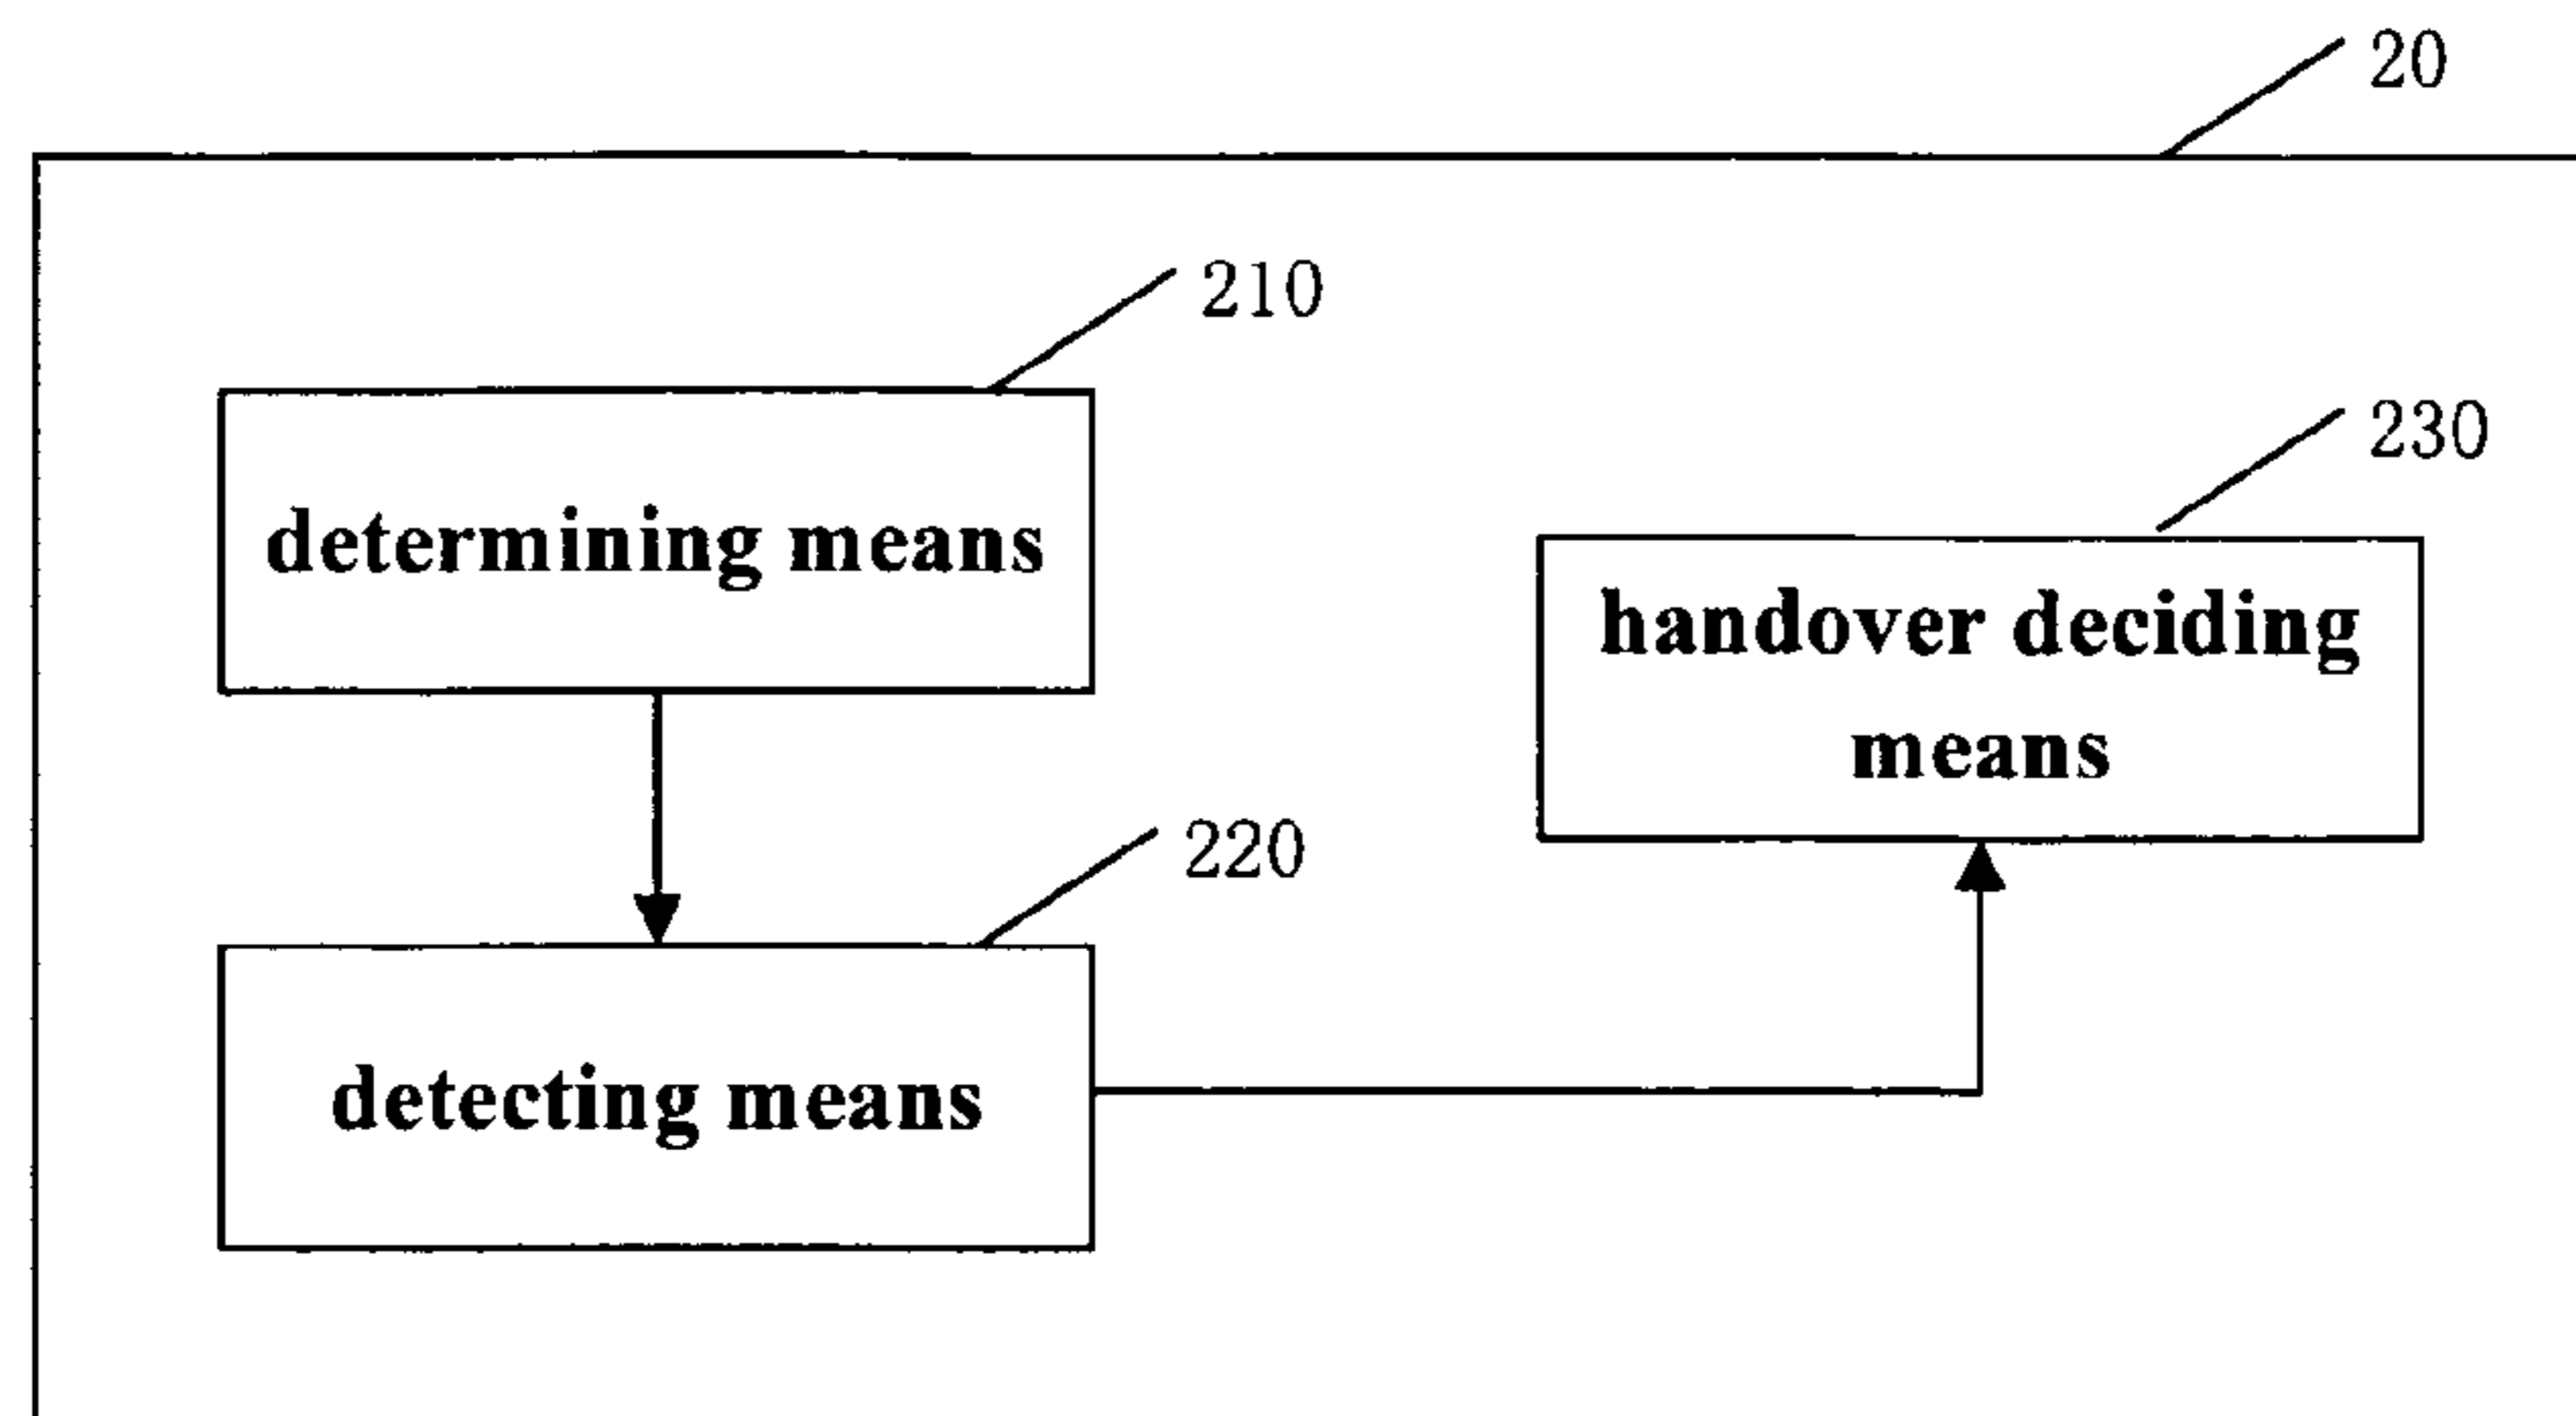 20
210
determining means
230
handover deciding
means
220
detecting means